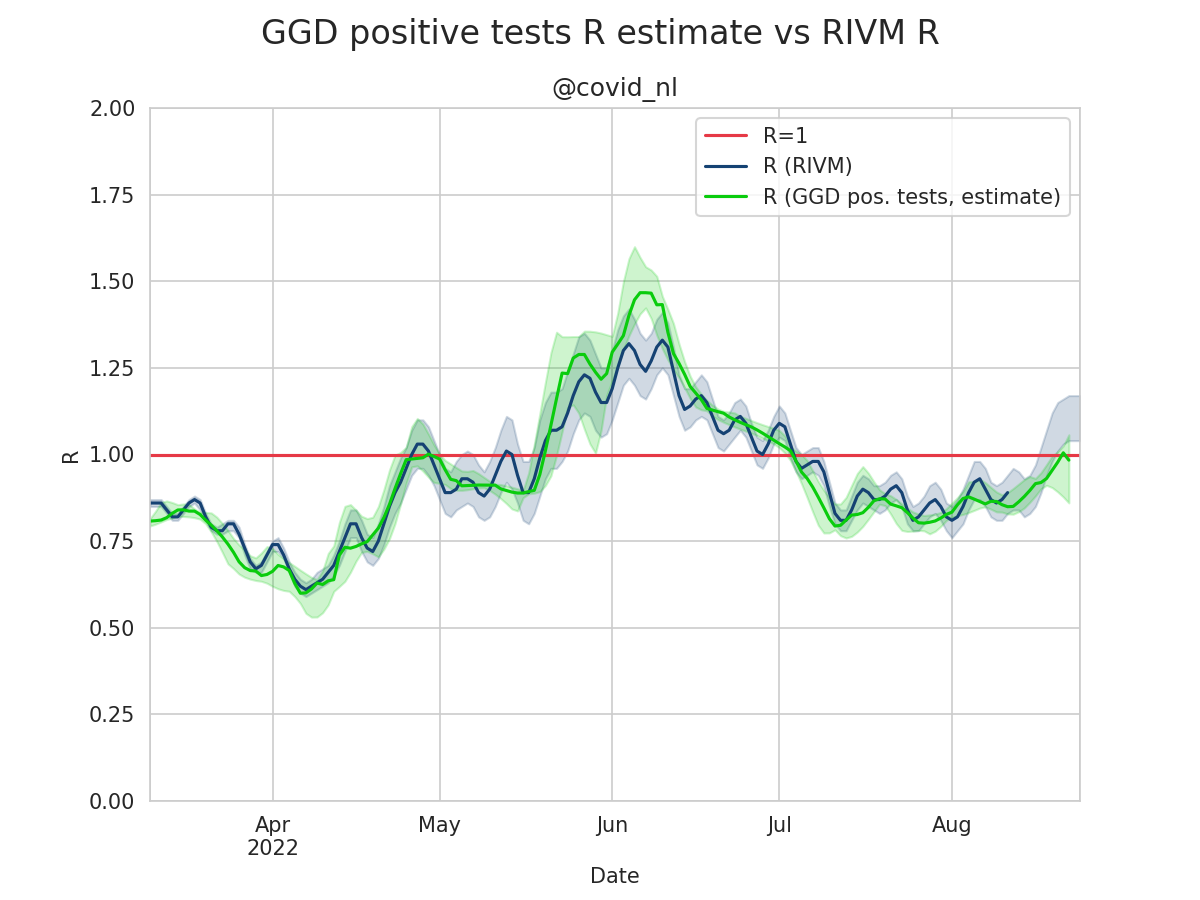 GGD positive tests R estimate vs RIVM R
@covid_nl
2.00
1.75
1.50
1.25
1.00
0.75
0.50
0.25
0.00
R
R=1
R (RIVM)
R (GGD pos. tests, estimate)
Apr May Jun Jul Aug
2022
Date